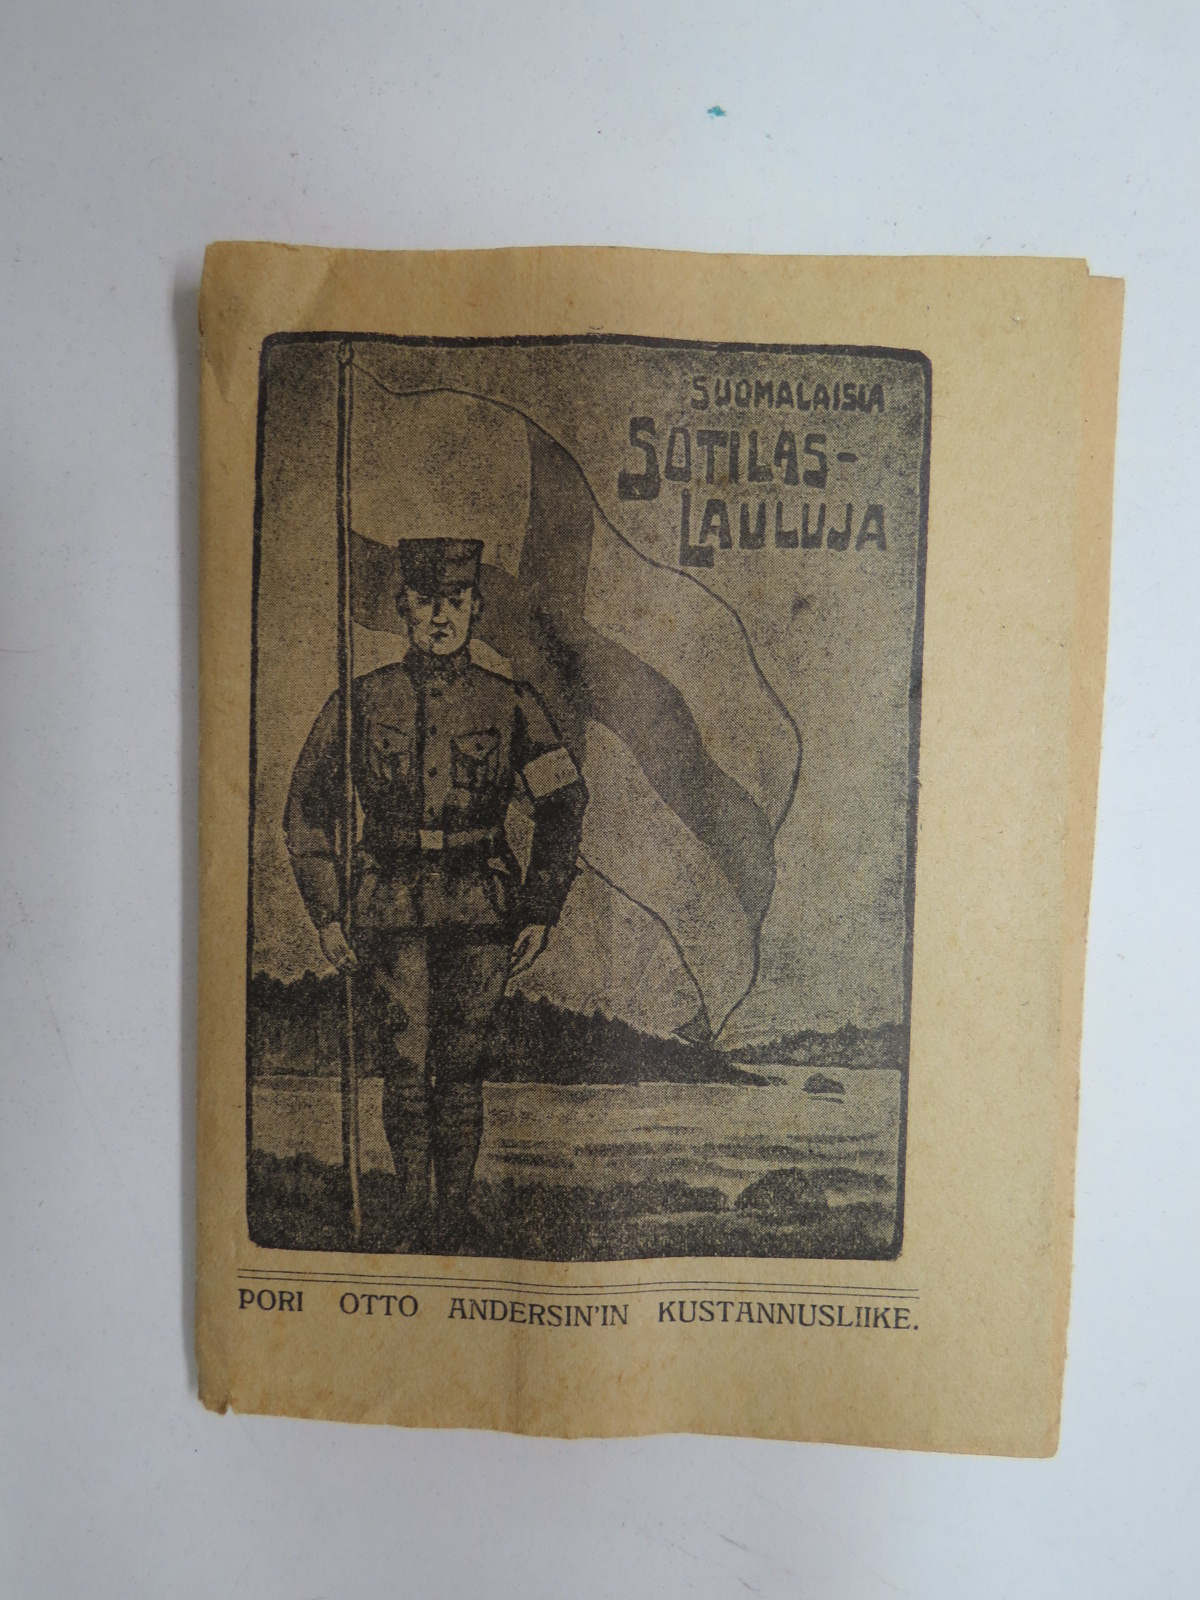 SUOMALAISIA
SOTILAS-
LAULUJA
PORI OTTO ANDERSIN'IN KUSTANNUSLIIKE.